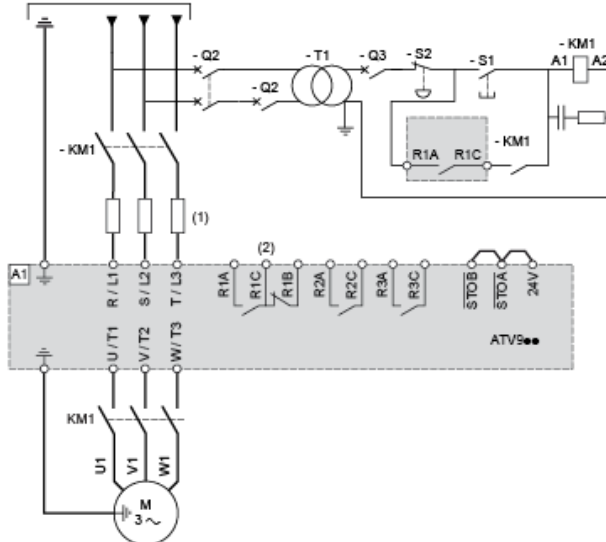 - Q2
- T1
- Q3
- S2
- S1
- KM1
A1
A2
- Q2
- KM1
R1A
R1C
- KM1
(1)
(2)
A1
R / L1
S / L2
T / L3
R1A
R1C
R1B
R2A
R2C
R3A
R3C
STOB
STOA
24V
U / T1
V / T2
W / T3
ATV9●●
KM1
U1
V1
W1
M
3 ~